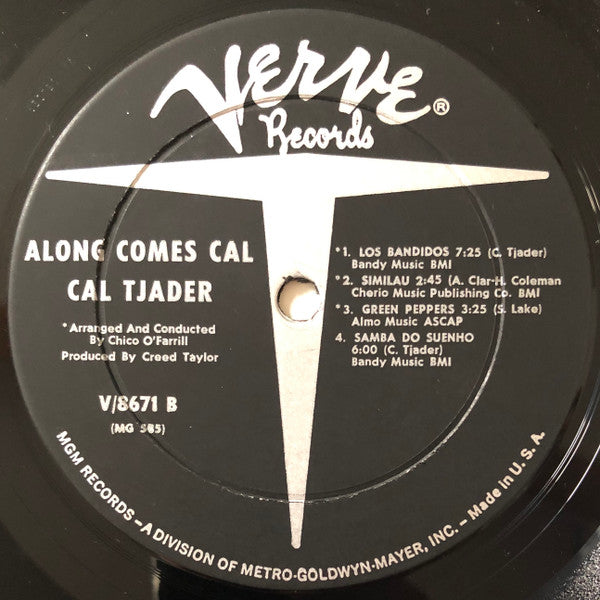 Verve®
Records
ALONG COMES CAL
CAL TJADER
*Arranged And Conducted
By Chico O'Farrill
Produced By Creed Taylor
V/8671 B
(MG 585)
*1. LOS BANDIDOS 7:25 (C. Tjader)
Bandy Music BMI
*2. SIMILAU 2:45 (A. Clar-H. Coleman
Cherio Music Publishing Co. BMI
*3. GREEN PEPPERS 3:25 (S. Lake)
Almo Music ASCAP
4. SAMBA DO SUENHO
6:00 (C. Tjader)
Bandy Music BMI
MGM RECORDS – A DIVISION OF METRO-GOLDWYN-MAYER, INC. – Made in U. S. A.